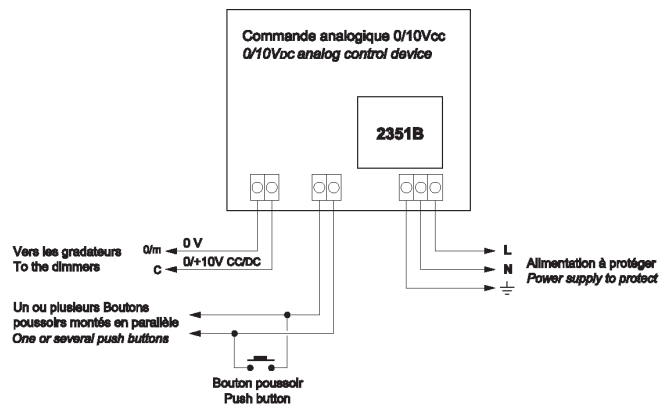 Commande analogique 0/10Vcc
0/10VDC analog control device
2351B
Vers les gradateurs
To the dimmers
0/m
0 V
C
0/+10V CC/DC
L
N
Alimentation à protéger
Power supply to protect
Un ou plusieurs Boutons
poussoirs montés en parallèle
One or several push buttons
Bouton poussoir
Push button